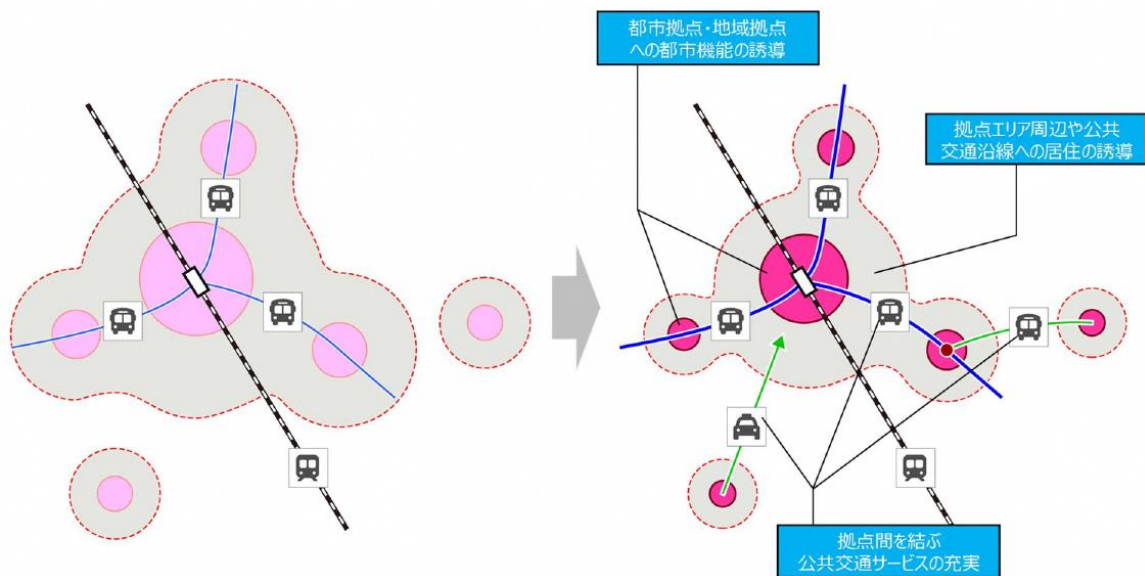 都市拠点・地域拠点
への都市機能の誘導
拠点エリア周辺や公共
交通沿線への居住の誘導
拠点間を結ぶ
公共交通サービスの充実